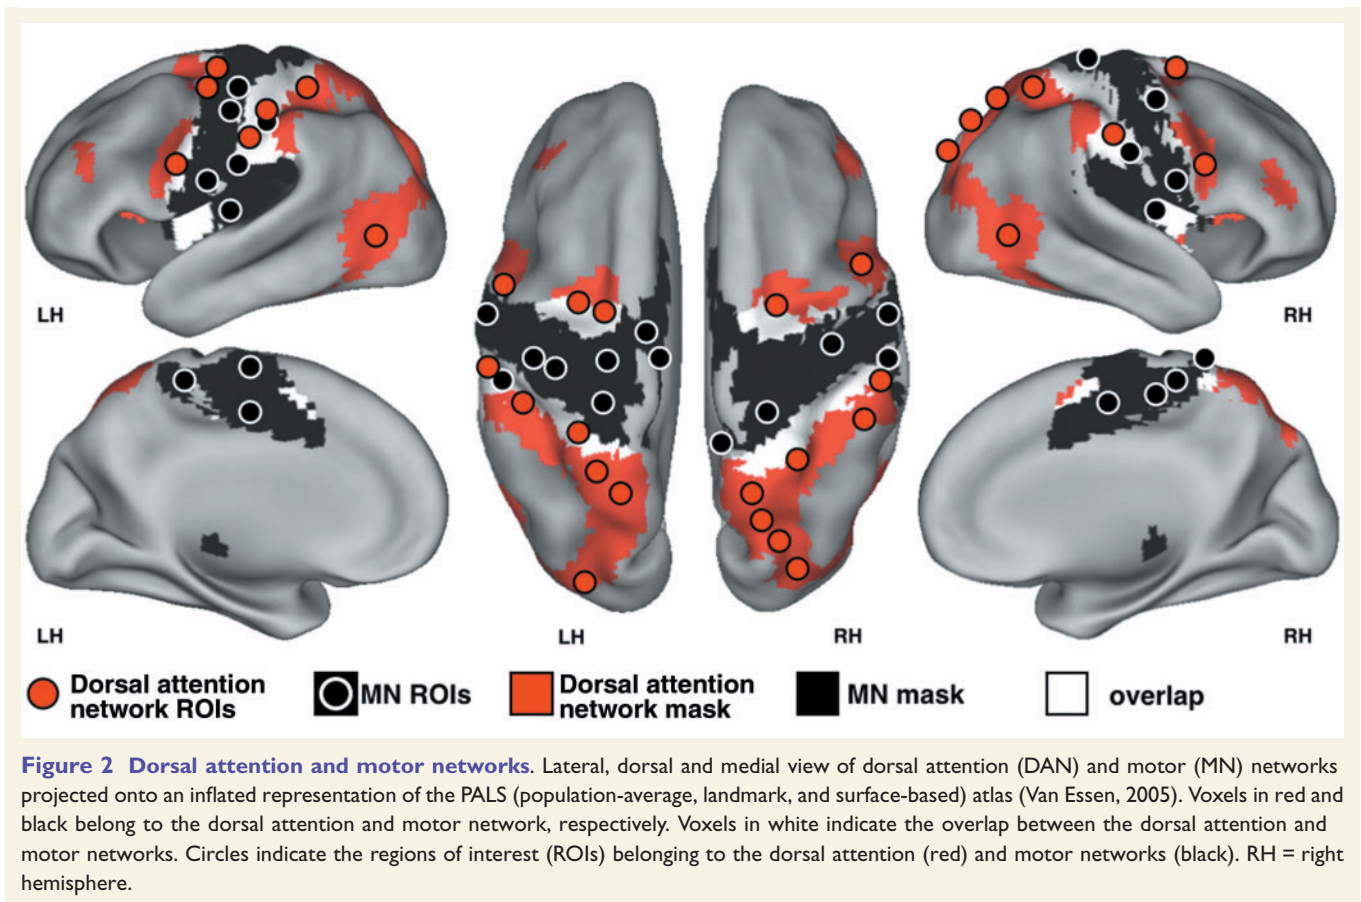 LH
RH
LH
LH
RH
RH
Dorsal attention
network ROIs
MN ROIs
Dorsal attention
network mask
MN mask
overlap
Figure 2 Dorsal attention and motor networks. Lateral, dorsal and medial view of dorsal attention (DAN) and motor (MN) networks
projected onto an inflated representation of the PALS (population-average, landmark, and surface-based) atlas (Van Essen, 2005). Voxels in red and
black belong to the dorsal attention and motor network, respectively. Voxels in white indicate the overlap between the dorsal attention and
motor networks. Circles indicate the regions of interest (ROIs) belonging to the dorsal attention (red) and motor networks (black). RH = right
hemisphere.